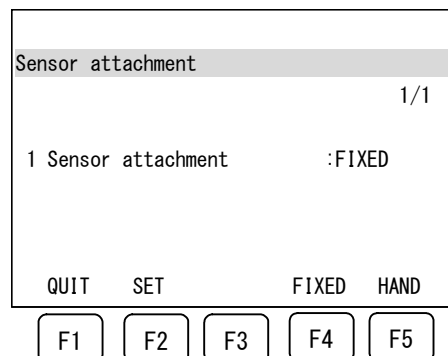 Sensor attachment
1/1
1 Sensor attachment :FIXED
QUIT SET FIXED HAND
F1 F2 F3 F4 F5